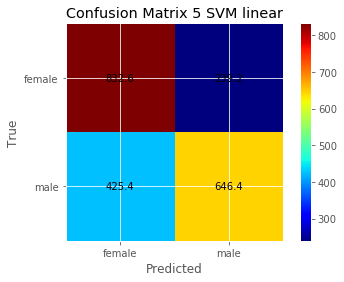 Confusion Matrix 5 SVM linear
female
male
425.4
646.4
female
male
True
Predicted
800
700
600
500
400
300